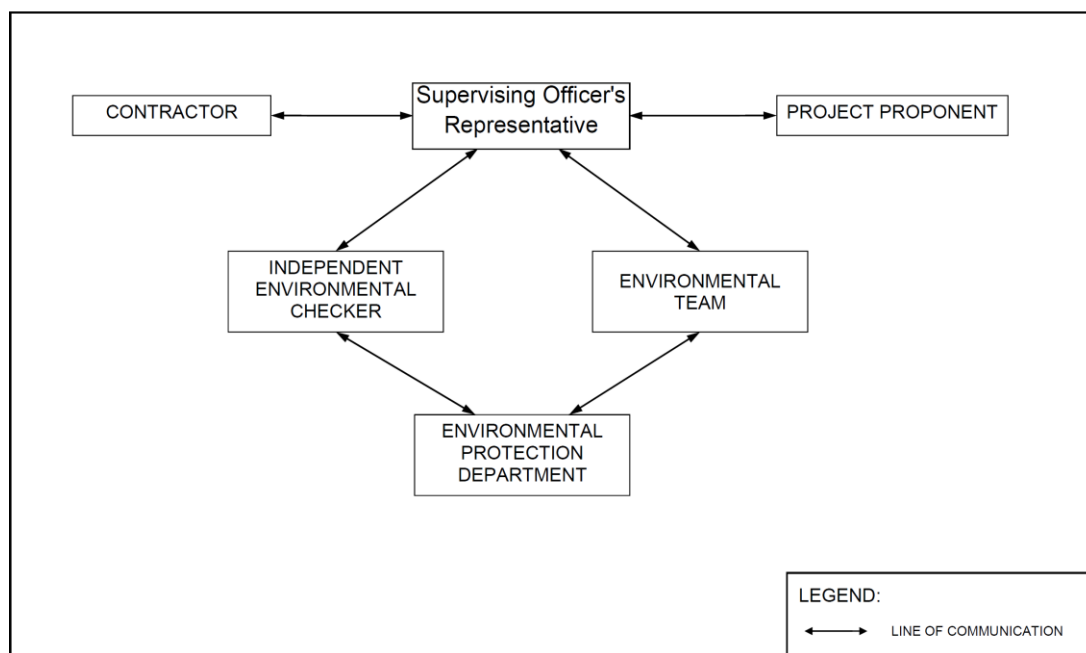 CONTRACTOR
Supervising Officer's
Representative
PROJECT PROPONENT
INDEPENDENT
ENVIRONMENTAL
CHECKER
ENVIRONMENTAL
TEAM
ENVIRONMENTAL
PROTECTION
DEPARTMENT
LEGEND:
LINE OF COMMUNICATION